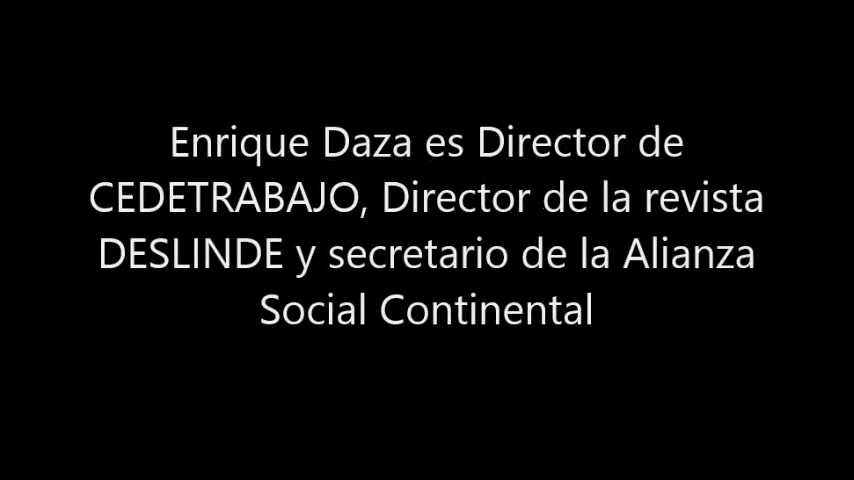 Enrique Daza es Director de
CEDETRABAJO, Director de la revista
DESLINDE y secretario de la Alianza
Social Continental